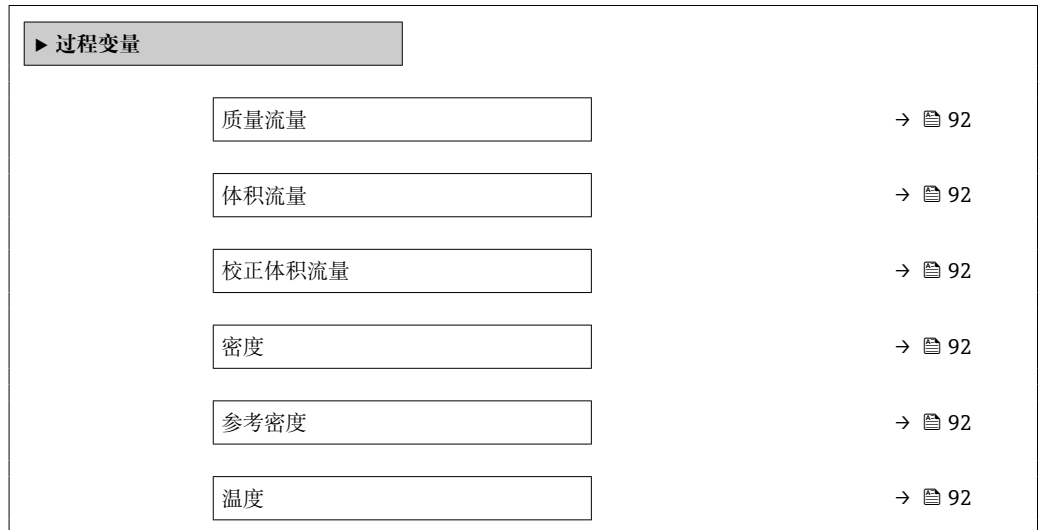 ▶ 过程变量
质量流量 → 🖹 92
体积流量 → 🖹 92
校正体积流量 → 🖹 92
密度 → 🖹 92
参考密度 → 🖹 92
温度 → 🖹 92